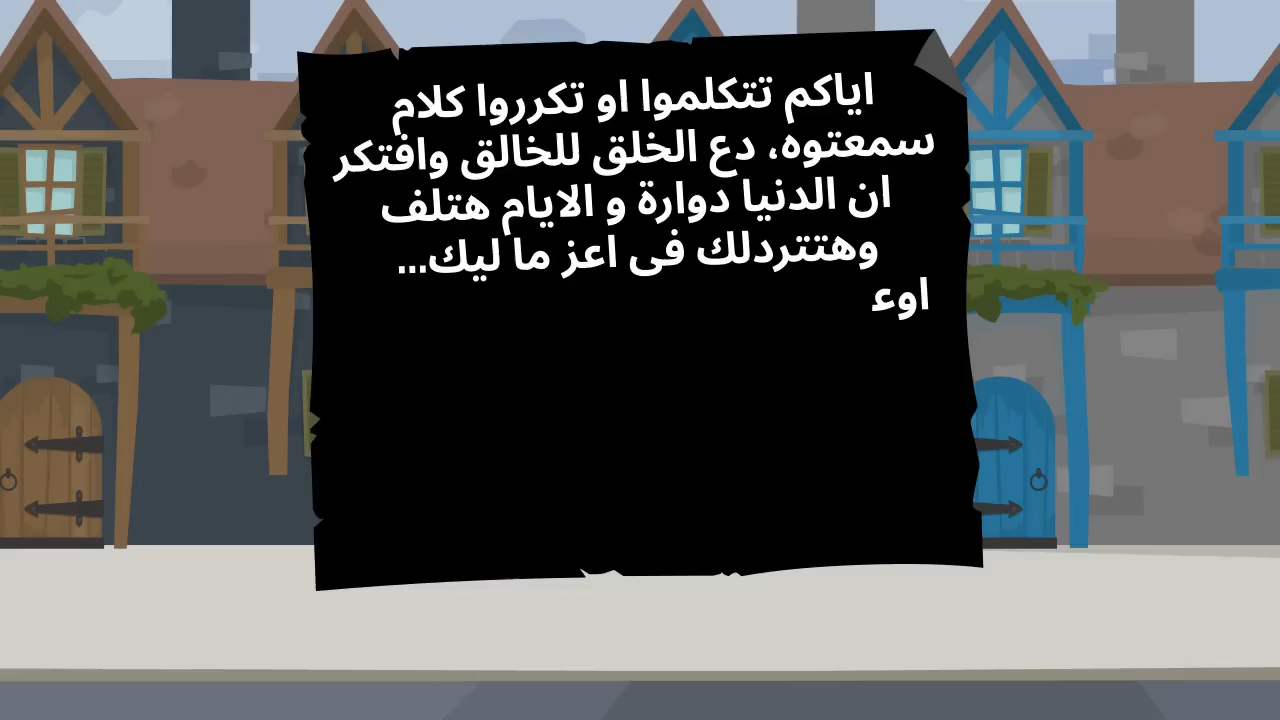 اياكم تتكلموا او تكرروا كلام
سمعتوه، دع الخلق للخالق وافتكر
ان الدنيا دوارة و الايام هتلف
وهتتردلك فى اعز ما ليك...
اوء